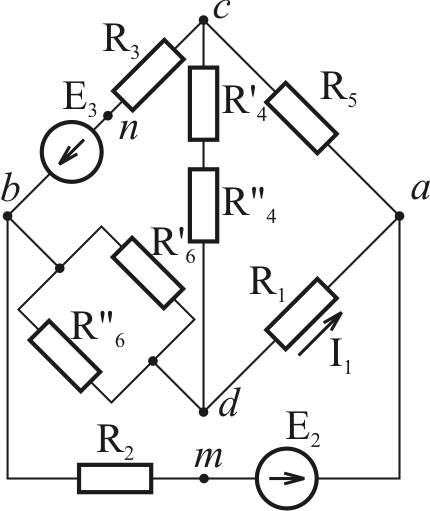 c
R₃
E₃
n
R'₄
R₅
b
R"₄
a
R'₆
R"₆
R₁
I₁
d
R₂
m
E₂